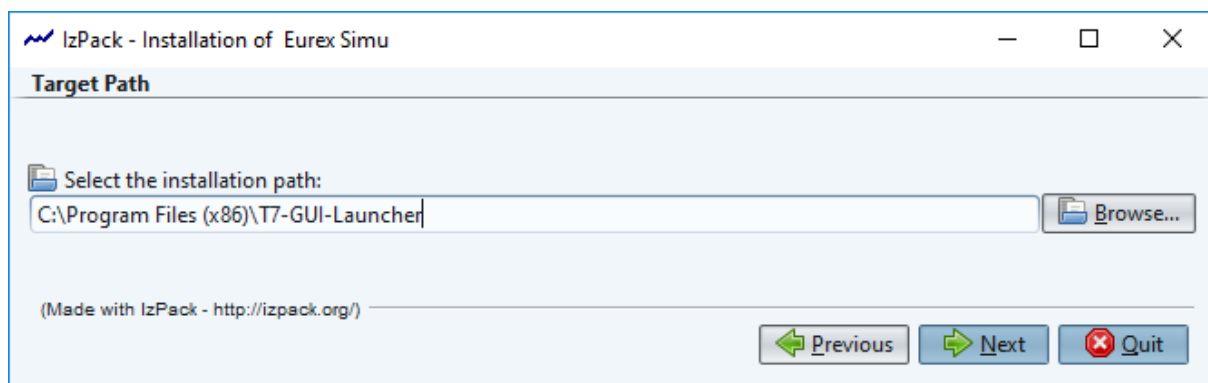 IzPack - Installation of  Eurex Simu
Target Path
Select the installation path:
C:\Program Files (x86)\T7-GUI-Launcher
Browse...
(Made with IzPack - http://izpack.org/)
Previous
Next
Quit